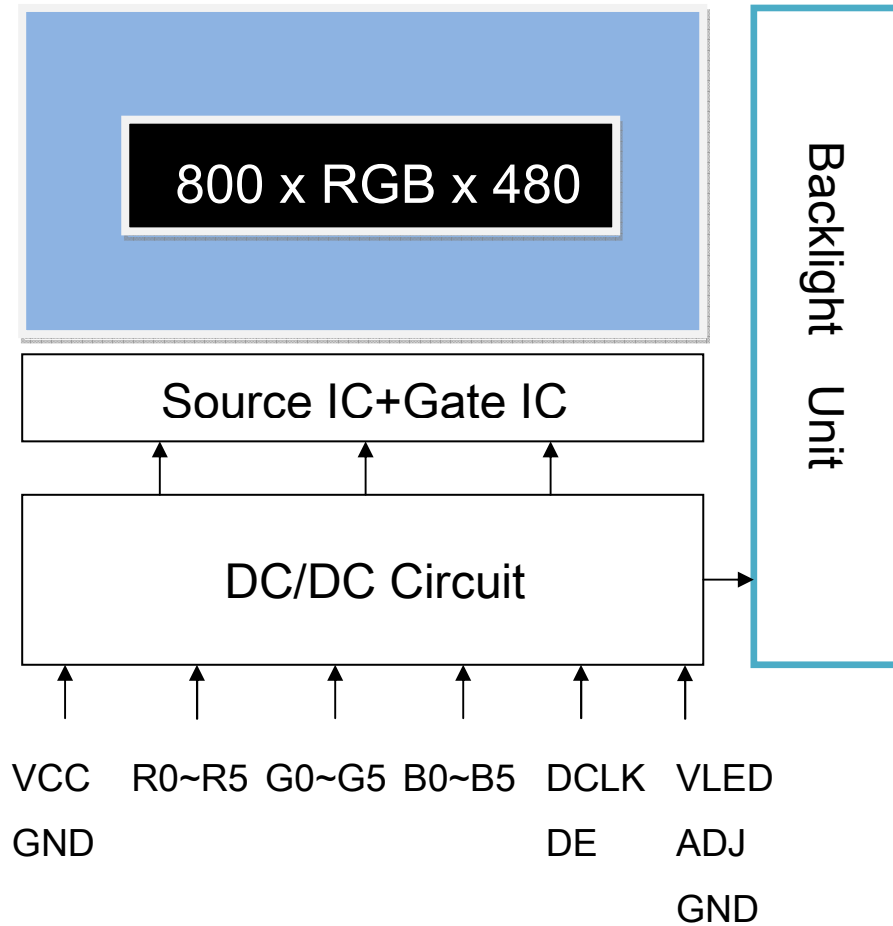 800 x RGB x 480
Backlight Unit
Source IC+Gate IC
DC/DC Circuit
VCC R0~R5 G0~G5 B0~B5 DCLK VLED
GND DE ADJ
GND